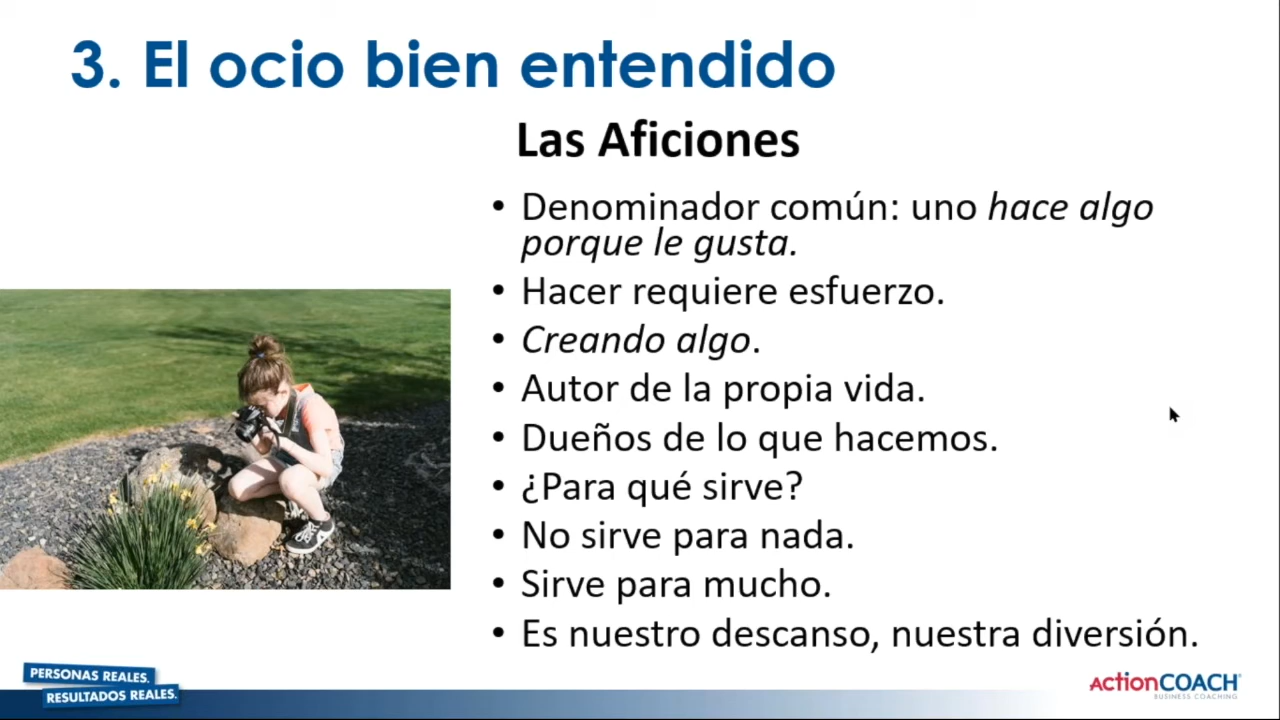 3. El ocio bien entendido
Las Aficiones
• Denominador común: uno hace algo
porque le gusta.
• Hacer requiere esfuerzo.
• Creando algo.
• Autor de la propia vida.
• Dueños de lo que hacemos.
• ¿Para qué sirve?
• No sirve para nada.
• Sirve para mucho.
• Es nuestro descanso, nuestra diversión.
PERSONAS REALES.
RESULTADOS REALES.
ActionCOACH
BUSINESS COACHING